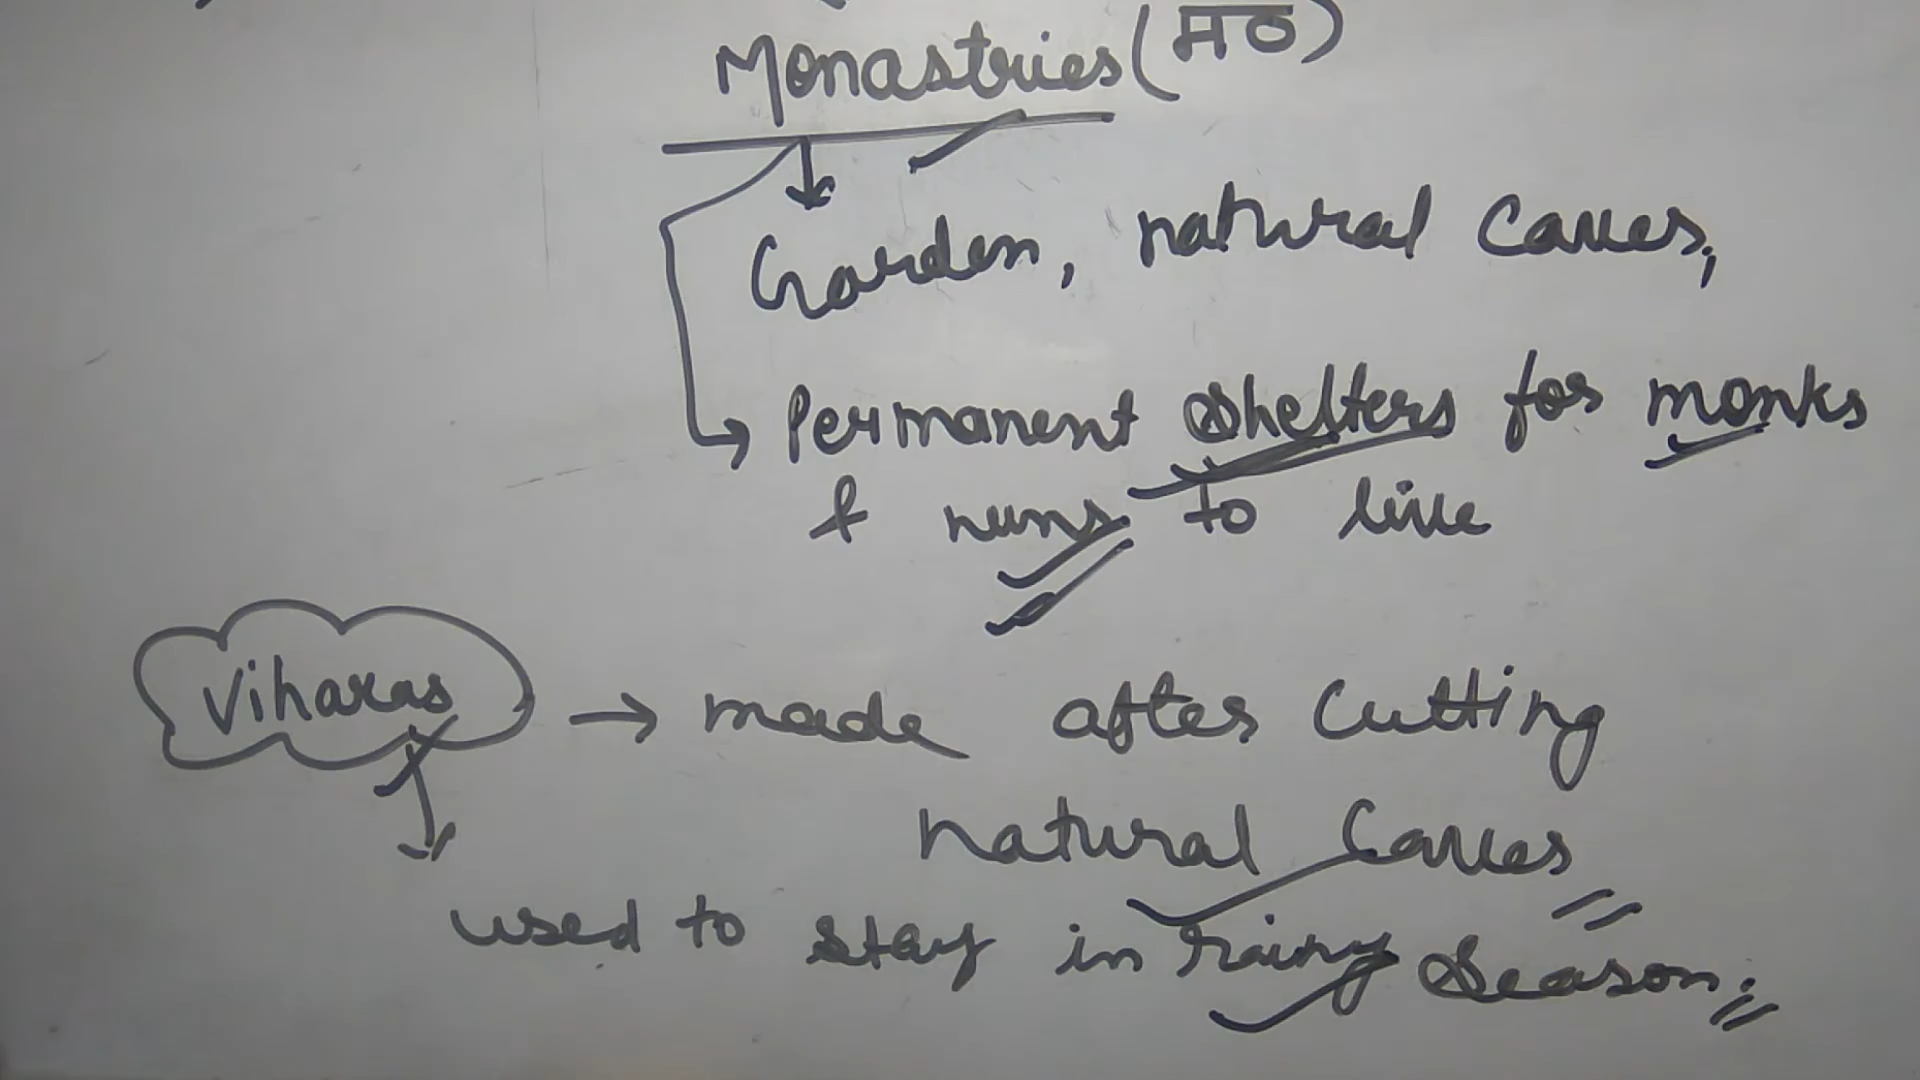 Monastries (मठ)
Garden, natural caves,
Permanent shelters for monks
& nuns to live
Viharas → made after cutting
natural caves
used to stay in rainy season.